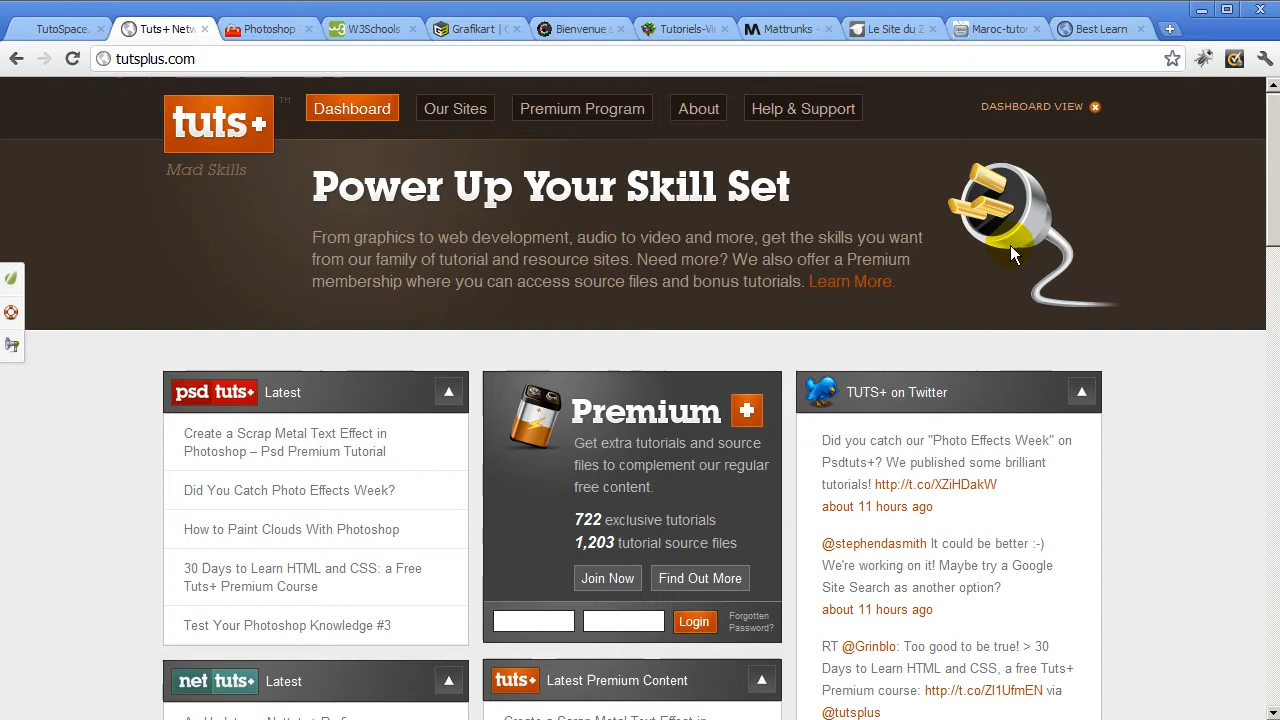 TutoSpace
Tuts+ Netw
Photoshop
W3Schools
Grafikart | C
Bienvenue
Tutoriels-Vi
Mattrunks -
Le Site du Z
Maroc-tutor
Best Learn
tutsplus.com
tuts+ TM
Mad Skills
Dashboard
Our Sites
Premium Program
About
Help & Support
DASHBOARD VIEW
Power Up Your Skill Set
From graphics to web development, audio to video and more, get the skills you want
from our family of tutorial and resource sites. Need more? We also offer a Premium
membership where you can access source files and bonus tutorials. Learn More.
psd tuts+ Latest
Create a Scrap Metal Text Effect in
Photoshop – Psd Premium Tutorial
Did You Catch Photo Effects Week?
How to Paint Clouds With Photoshop
30 Days to Learn HTML and CSS: a Free
Tuts+ Premium Course
Test Your Photoshop Knowledge #3
net tuts+ Latest
Premium
Get extra tutorials and source
files to complement our regular
free content.
722 exclusive tutorials
1,203 tutorial source files
Join Now
Find Out More
Login
Forgotten
Password?
tuts+ Latest Premium Content
Create a Scrap Metal Text Effect in
TUTS+ on Twitter
Did you catch our "Photo Effects Week" on
Psdtuts+? We published some brilliant
tutorials! http://t.co/XZiHDakW
about 11 hours ago
@stephendasmith It could be better :-)
We're working on it! Maybe try a Google
Site Search as another option?
about 11 hours ago
RT @Grinblo: Too good to be true! > 30
Days to Learn HTML and CSS, a free Tuts+
Premium course: http://t.co/Zl1UfmEN via
@tutsplus